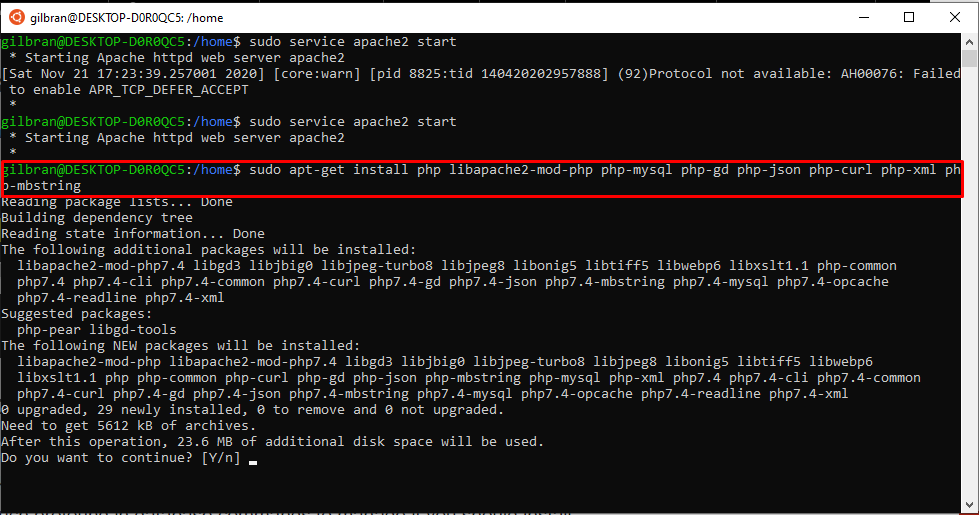 gilbran@DESKTOP-D0R0QC5: /home
gilbran@DESKTOP-D0R0QC5:/home$ sudo service apache2 start
 * Starting Apache httpd web server apache2
[Sat Nov 21 17:23:39.257001 2020] [core:warn] [pid 8825:tid 140420202957888] (92)Protocol not available: AH00076: Failed
 to enable APR_TCP_DEFER_ACCEPT
 *
gilbran@DESKTOP-D0R0QC5:/home$ sudo service apache2 start
 * Starting Apache httpd web server apache2
 *
gilbran@DESKTOP-D0R0QC5:/home$ sudo apt-get install php libapache2-mod-php php-mysql php-gd php-json php-curl php-xml ph
p-mbstring
Reading package lists... Done
Building dependency tree
Reading state information... Done
The following additional packages will be installed:
  libapache2-mod-php7.4 libgd3 libjbig0 libjpeg-turbo8 libjpeg8 libonig5 libtiff5 libwebp6 libxslt1.1 php-common
  php7.4 php7.4-cli php7.4-common php7.4-curl php7.4-gd php7.4-json php7.4-mbstring php7.4-mysql php7.4-opcache
  php7.4-readline php7.4-xml
Suggested packages:
  php-pear libgd-tools
The following NEW packages will be installed:
  libapache2-mod-php libapache2-mod-php7.4 libgd3 libjbig0 libjpeg-turbo8 libjpeg8 libonig5 libtiff5 libwebp6
  libxslt1.1 php php-common php-curl php-gd php-json php-mbstring php-mysql php-xml php7.4 php7.4-cli php7.4-common
  php7.4-curl php7.4-gd php7.4-json php7.4-mbstring php7.4-mysql php7.4-opcache php7.4-readline php7.4-xml
0 upgraded, 29 newly installed, 0 to remove and 0 not upgraded.
Need to get 5612 kB of archives.
After this operation, 23.6 MB of additional disk space will be used.
Do you want to continue? [Y/n]